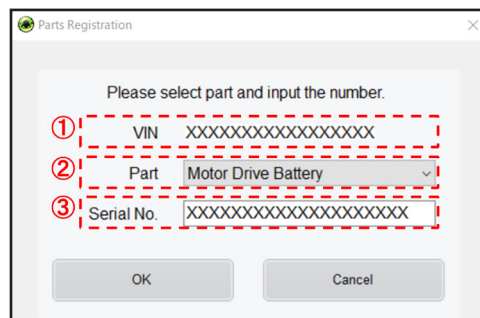 Parts Registration
Please select part and input the number.
① VIN XXXXXXXXXXXXXXXXX
② Part Motor Drive Battery
③ Serial No. XXXXXXXXXXXXXXXXXXXX
OK Cancel